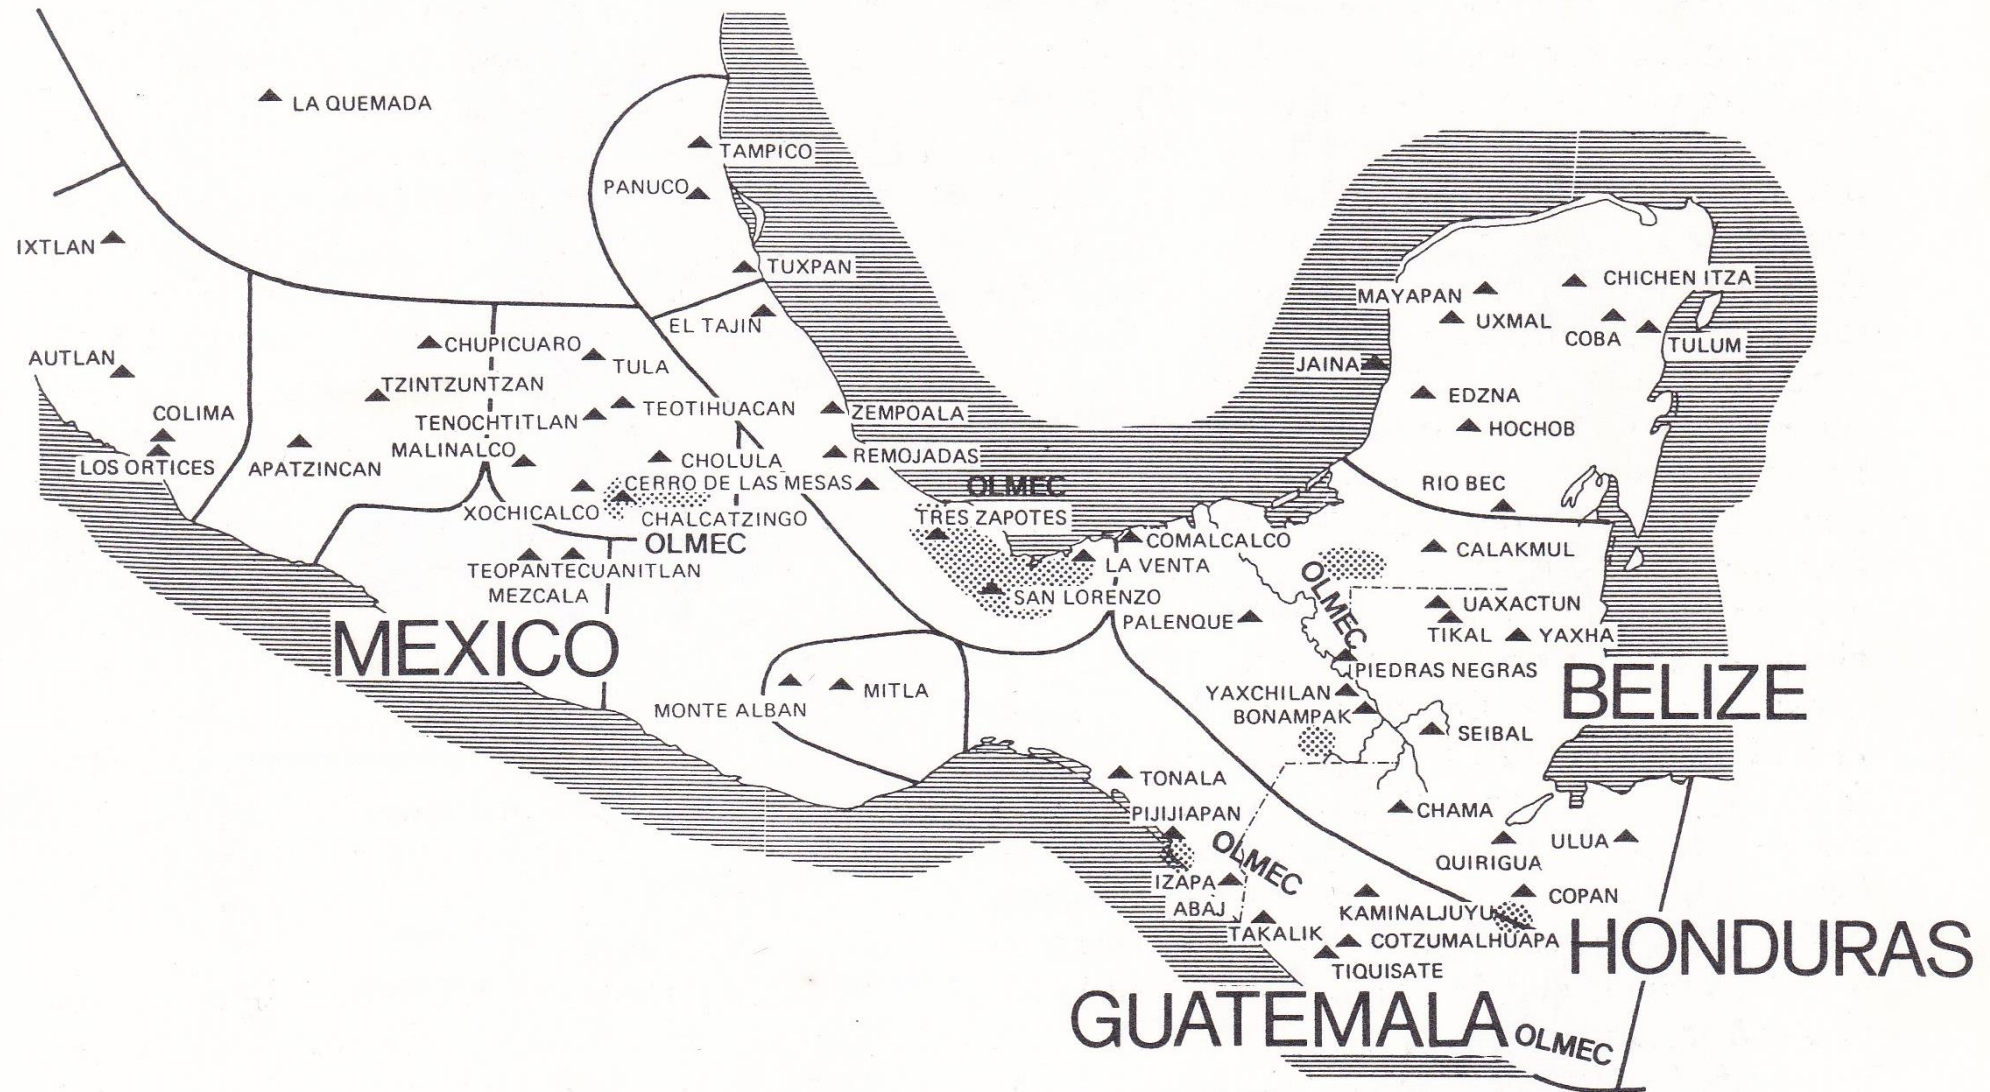 LA QUEMADA
TAMPICO
PANUCO
IXTLAN
TUXPAN
CHICHEN ITZA
MAYAPAN
UXMAL
EL TAJIN
COBA
TULUM
CHUPICUARO
AUTLAN
TULA
JAINA
TZINTZUNTZAN
EDZNA
COLIMA
TEOTIHUACAN
ZEMPOALA
TENOCHTITLAN
HOCHOB
MALINALCO
LOS ORTICES
APATZINCAN
CHOLULA
REMOJADAS
CERRO DE LAS MESAS
OLMEC
RIO BEC
XOCHICALCO
CHALCATZINGO
TRES ZAPOTES
OLMEC
COMALCALCO
CALAKMUL
LA VENTA
TEOPANTECUANITLAN
MEZCALA
SAN LORENZO
OLMEC
UAXACTUN
PALENQUE
TIKAL
YAXHA
MEXICO
PIEDRAS NEGRAS
BELIZE
MITLA
YAXCHILAN
MONTE ALBAN
BONAMPAK
SEIBAL
TONALA
PIJIJIAPAN
CHAMA
OLMEC
ULUA
QUIRIGUA
IZAPA
COPAN
ABAJ
TAKALIK
KAMINALJUYU
COTZUMALHUAPA
HONDURAS
TIQUISATE
GUATEMALA
OLMEC